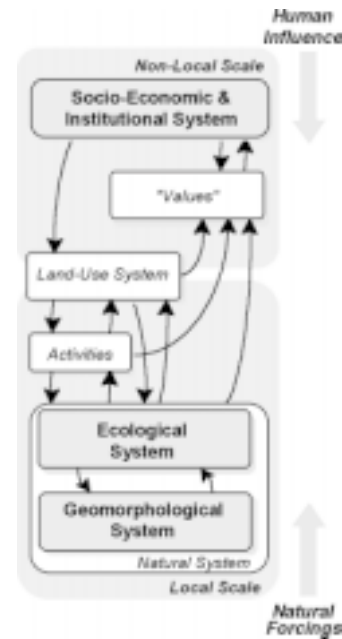 Human
Influence
Non-Local Scale
Socio-Economic &
Institutional System
"Values"
Land-Use System
Activities
Ecological
System
Geomorphological
System
Natural System
Local Scale
Natural
Forcings